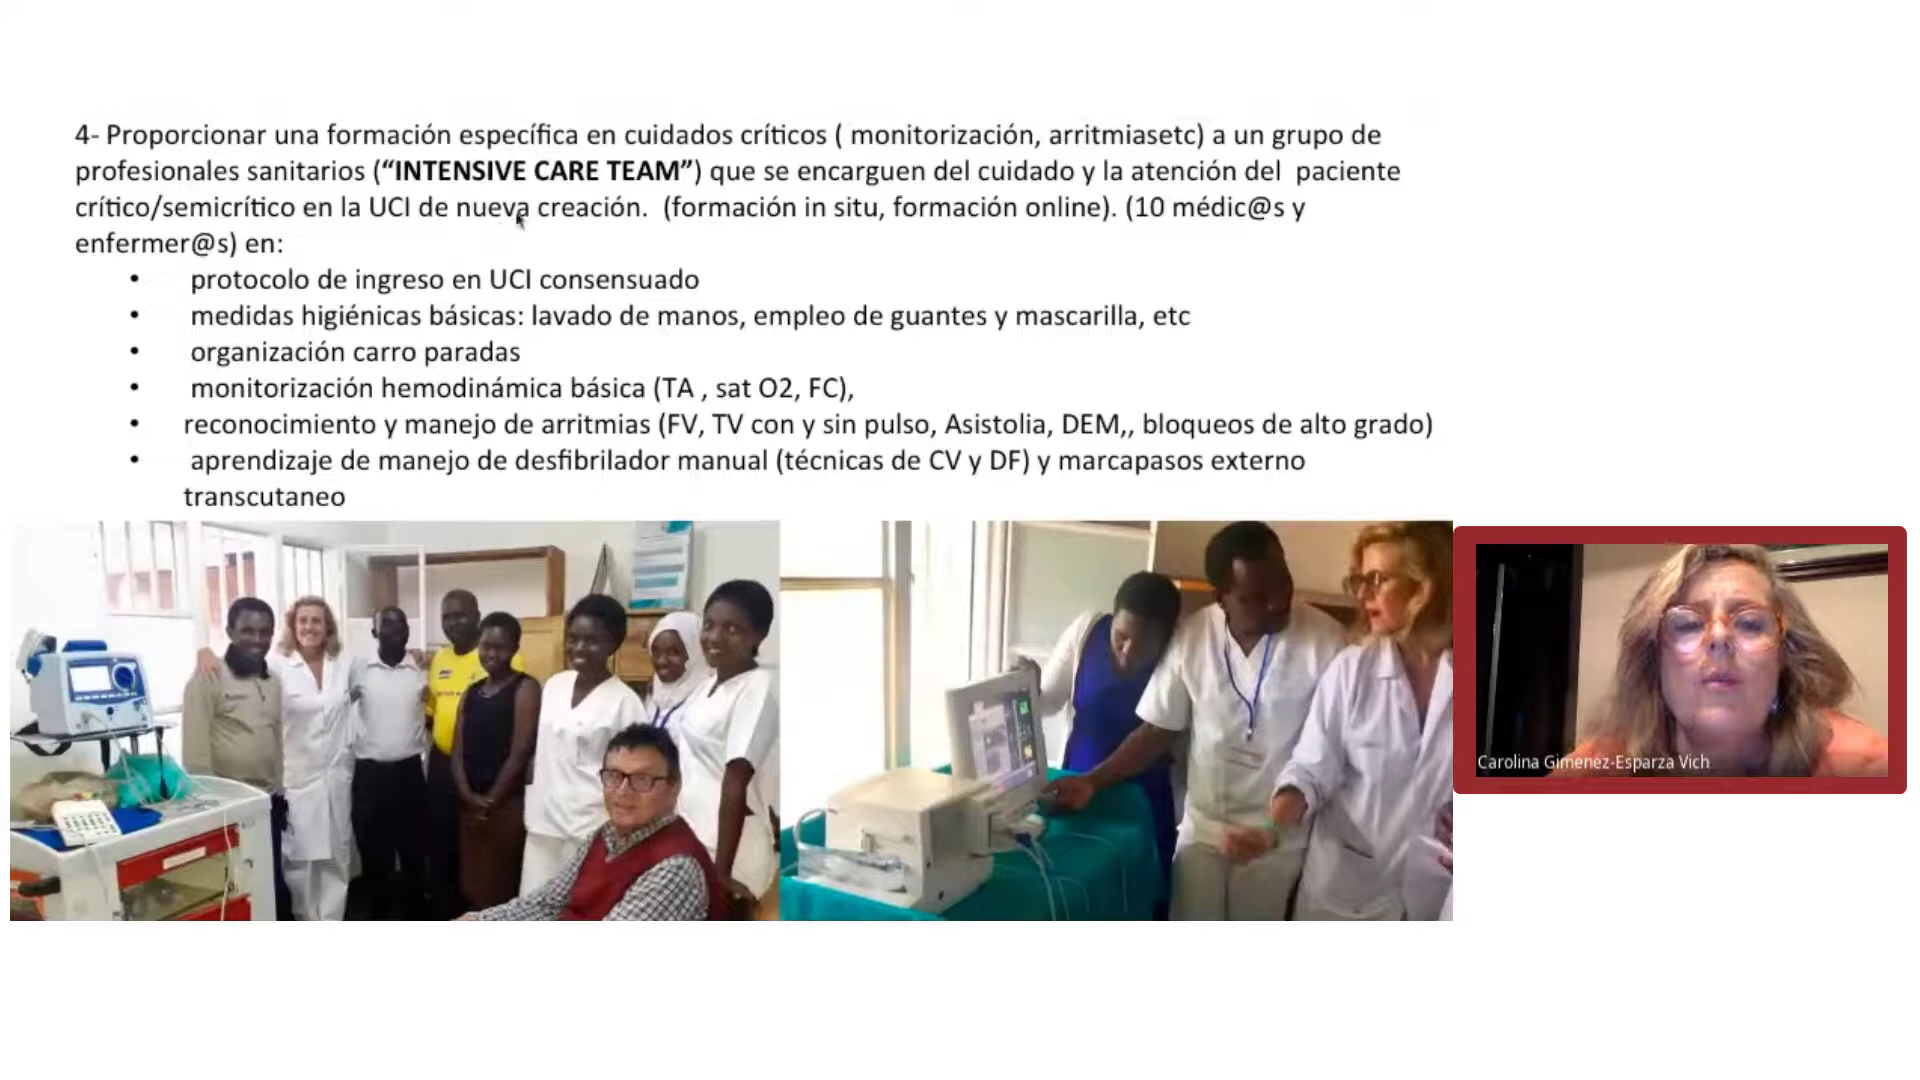 4- Proporcionar una formación específica en cuidados críticos ( monitorización, arritmiasetc) a un grupo de
profesionales sanitarios (“INTENSIVE CARE TEAM”) que se encarguen del cuidado y la atención del  paciente
crítico/semicrítico en la UCI de nueva creación.  (formación in situ, formación online). (10 médic@s y
enfermer@s) en:
•  protocolo de ingreso en UCI consensuado
•  medidas higiénicas básicas: lavado de manos, empleo de guantes y mascarilla, etc
•  organización carro paradas
•  monitorización hemodinámica básica (TA , sat O2, FC),
•  reconocimiento y manejo de arritmias (FV, TV con y sin pulso, Asistolia, DEM,, bloqueos de alto grado)
•  aprendizaje de manejo de desfibrilador manual (técnicas de CV y DF) y marcapasos externo
transcutaneo
Carolina Gimenez-Esparza Vich